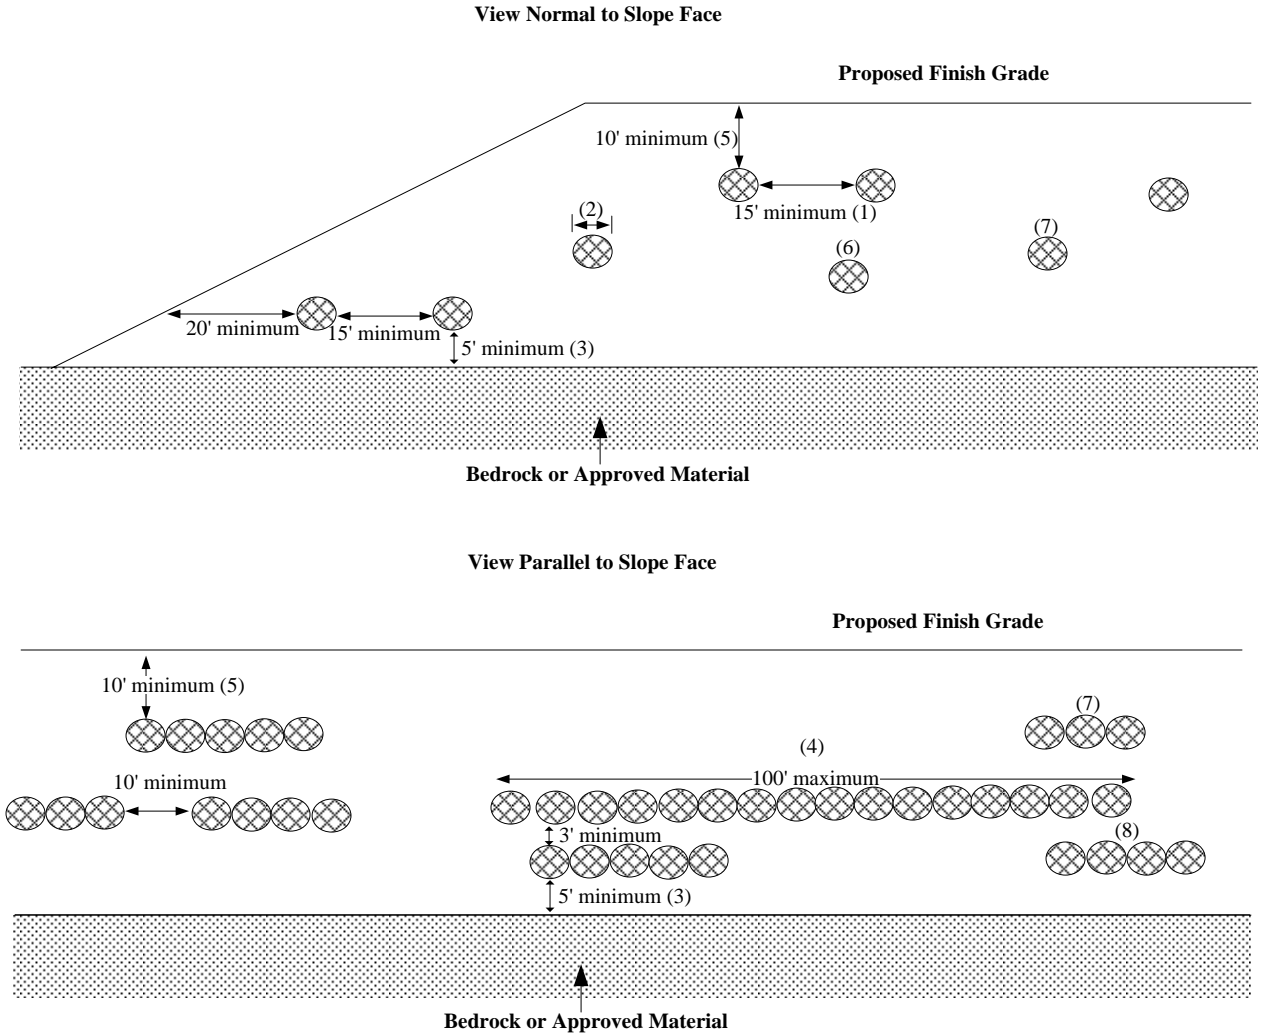 View Normal to Slope Face
Proposed Finish Grade
10' minimum (5)
15' minimum (1)
(2)
(7)
(6)
20' minimum
15' minimum
5' minimum (3)
Bedrock or Approved Material
View Parallel to Slope Face
Proposed Finish Grade
10' minimum (5)
(7)
(4)
10' minimum
100' maximum
3' minimum
(8)
5' minimum (3)
Bedrock or Approved Material